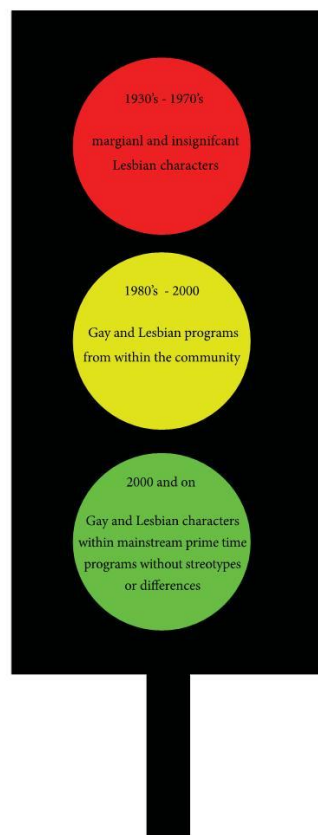 1930's - 1970's
margianl and insignifcant
Lesbian characters
1980's - 2000
Gay and Lesbian programs
from within the community
2000 and on
Gay and Lesbian characters
within mainstream prime time
programs without streotypes
or differences